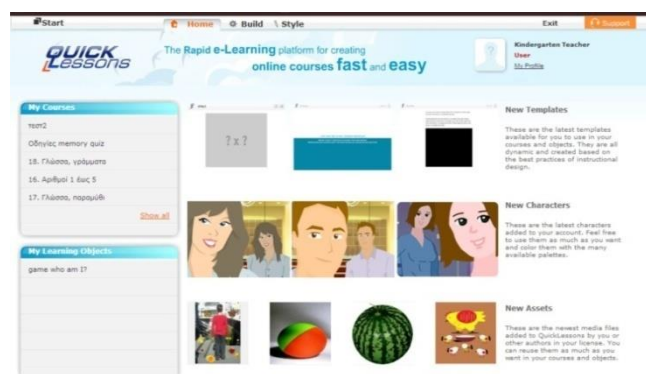 Start
Home
Build
Style
Exit
Support
QUICK
Lessons
The Rapid e-Learning platform for creating
online courses fast and easy
Kindergarten Teacher
User
My Profile
My Courses
τεστ2
Οδηγίες memory quiz
18. Γλώσσα, γράμματα
16. Αριθμοί 1 έως 5
17. Γλώσσα, παραμύθι
Show all
My Learning Objects
game who am I?
? x ?
New Templates
These are the latest templates
available for you to use in your
courses and objects. They are all
dynamic and created based on
the best practises of instructional
design.
New Characters
These are the latest characters
added to your account. Feel free
to use them as much as you want
and color them with the many
available palettes.
New Assets
These are the newest media files
added to QuickLessons by you or
other authors in your license. You
can reuse them as much as you
want in your courses and objects.